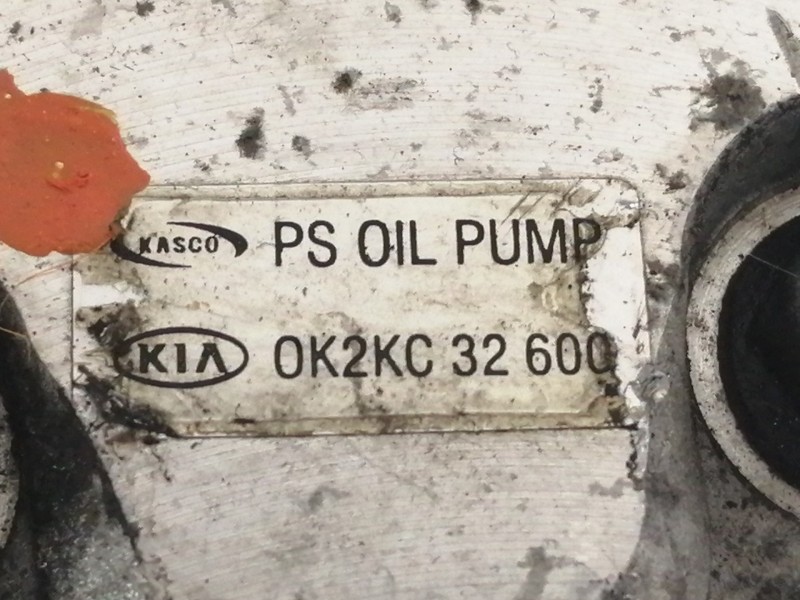 KASCO PS OIL PUMP
KIA 0K2KC 32 600